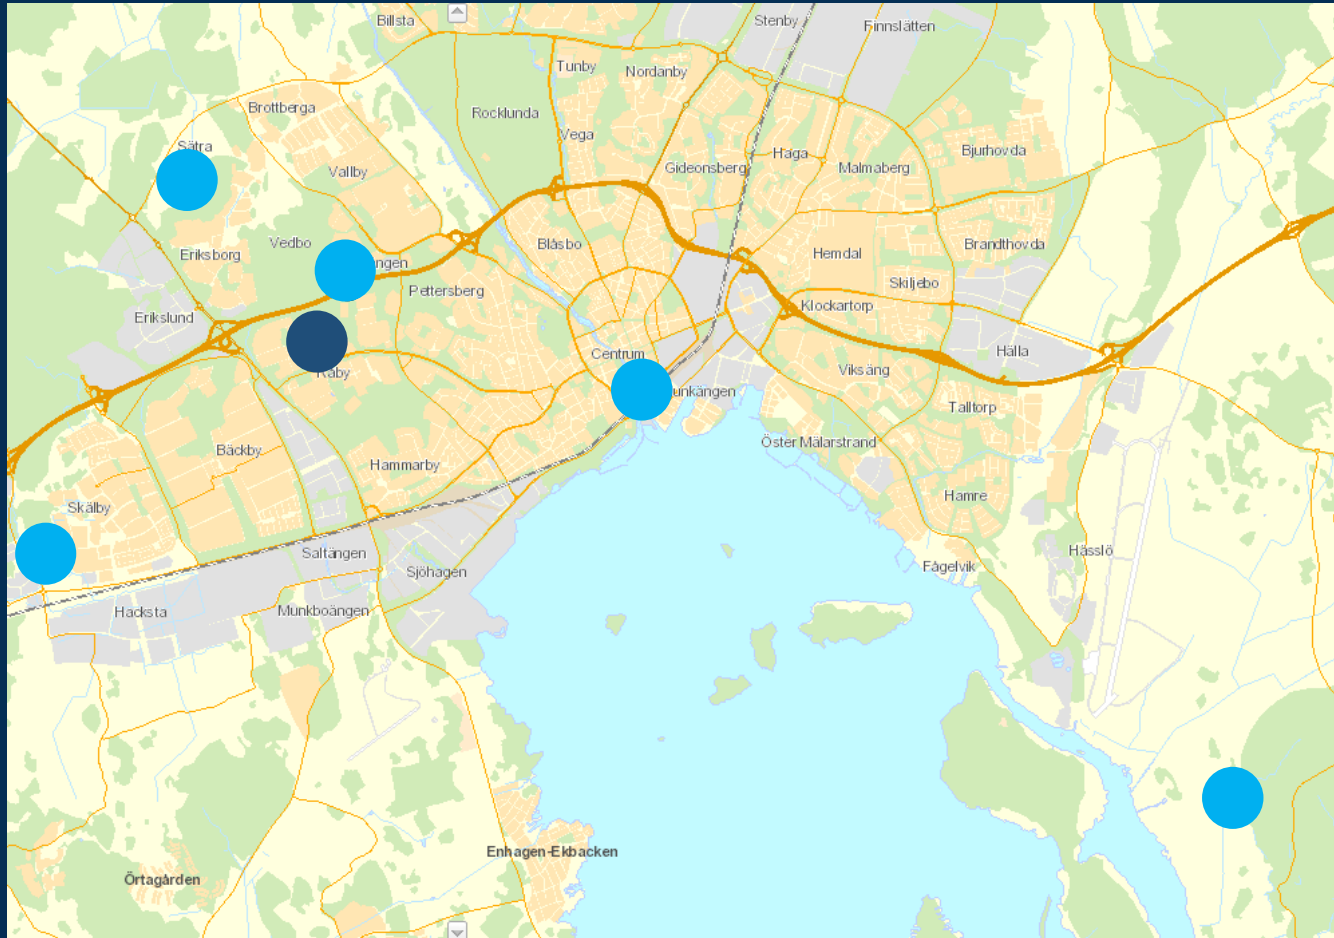 Billsta
Stenby
Finnslätten
Tunby
Nordanby
Brottberga
Rocklunda
Vega
Sätra
Haga
Bjurhovda
Vallby
Gideonsberg
Malmaberg
Vedbo
Blåsbo
Brandthovda
Eriksborg
Hemdal
ängen
Pettersberg
Skiljebo
Klockartorp
Erikslund
Hälla
Centrum
Råby
Viksäng
unkängen
Talltorp
Öster Mälarstrand
Bäckby
Hammarby
Hamre
Skälby
Saltängen
Hässlö
Sjöhagen
Fågelvik
Hacksta
Munkboängen
Enhagen-Ekbacken
Örtagården